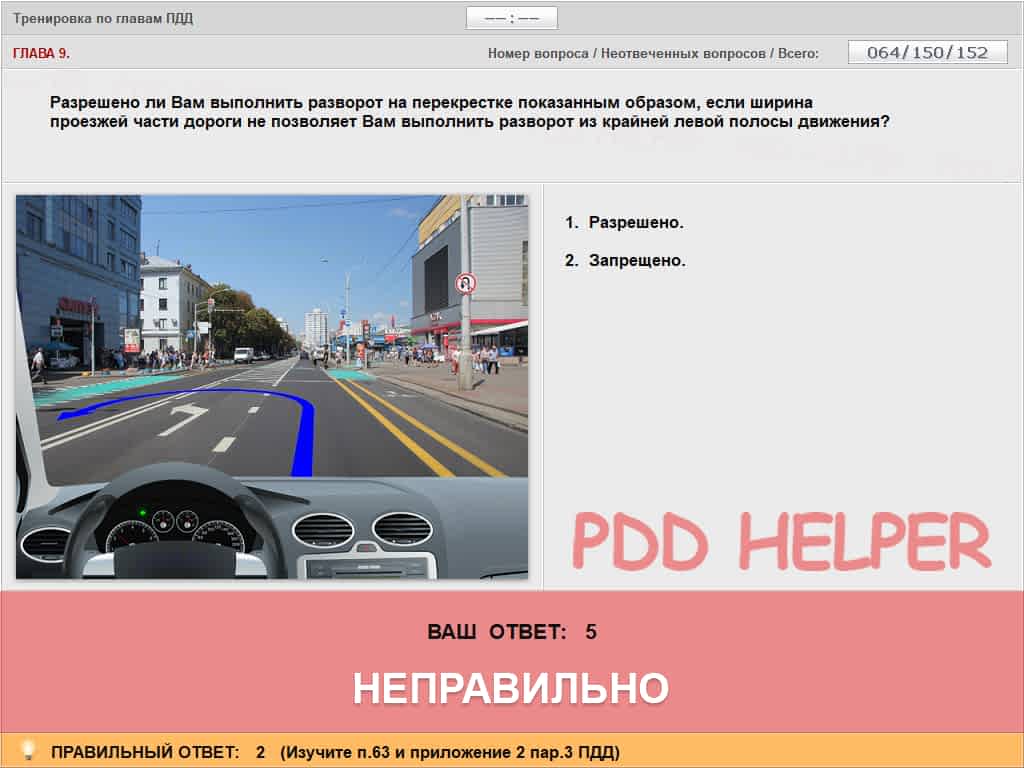 Тренировка по главам ПДД
—— : ——
ГЛАВА 9.
Номер вопроса / Неотвеченных вопросов / Всего:
064/150/152
Разрешено ли Вам выполнить разворот на перекрестке показанным образом, если ширина
проезжей части дороги не позволяет Вам выполнить разворот из крайней левой полосы движения?
1. Разрешено.
2. Запрещено.
PDD HELPER
ВАШ ОТВЕТ: 5
НЕПРАВИЛЬНО
ПРАВИЛЬНЫЙ ОТВЕТ: 2 (Изучите п.63 и приложение 2 пар.3 ПДД)